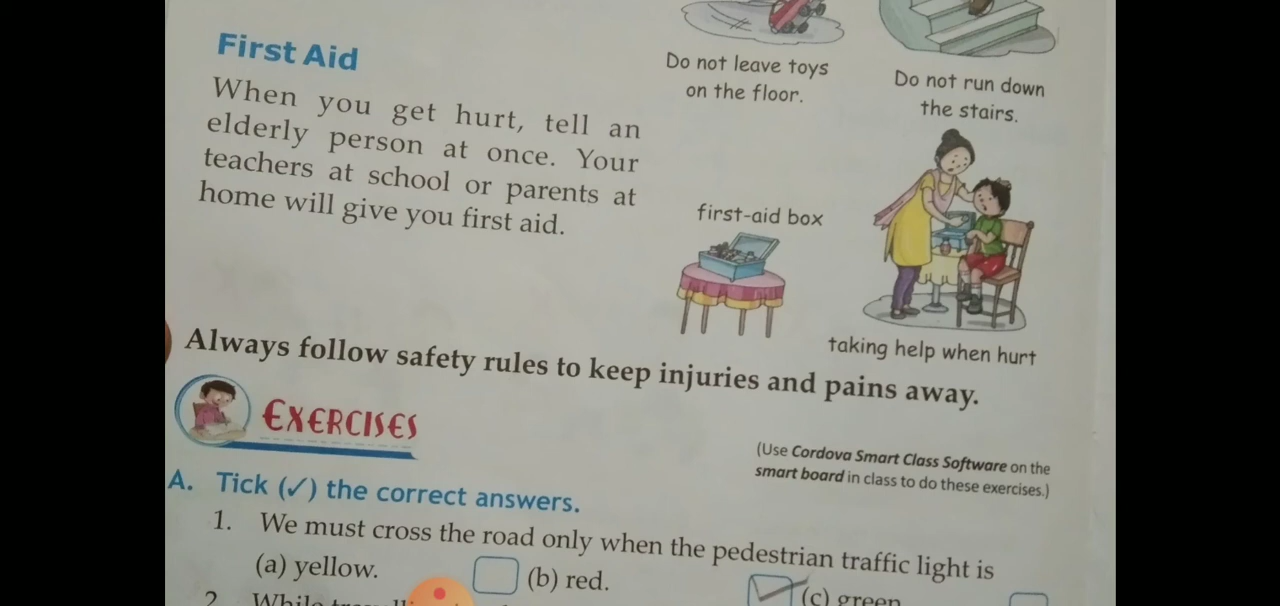 First Aid
When you get hurt, tell an
elderly person at once. Your
teachers at school or parents at
home will give you first aid.
Do not leave toys
on the floor.
Do not run down
the stairs.
first-aid box
taking help when hurt
Always follow safety rules to keep injuries and pains away.
EXERCISES
(Use Cordova Smart Class Software on the
smart board in class to do these exercises.)
A. Tick (✓) the correct answers.
1. We must cross the road only when the pedestrian traffic light is
(a) yellow. (b) red. (c) green
2. While